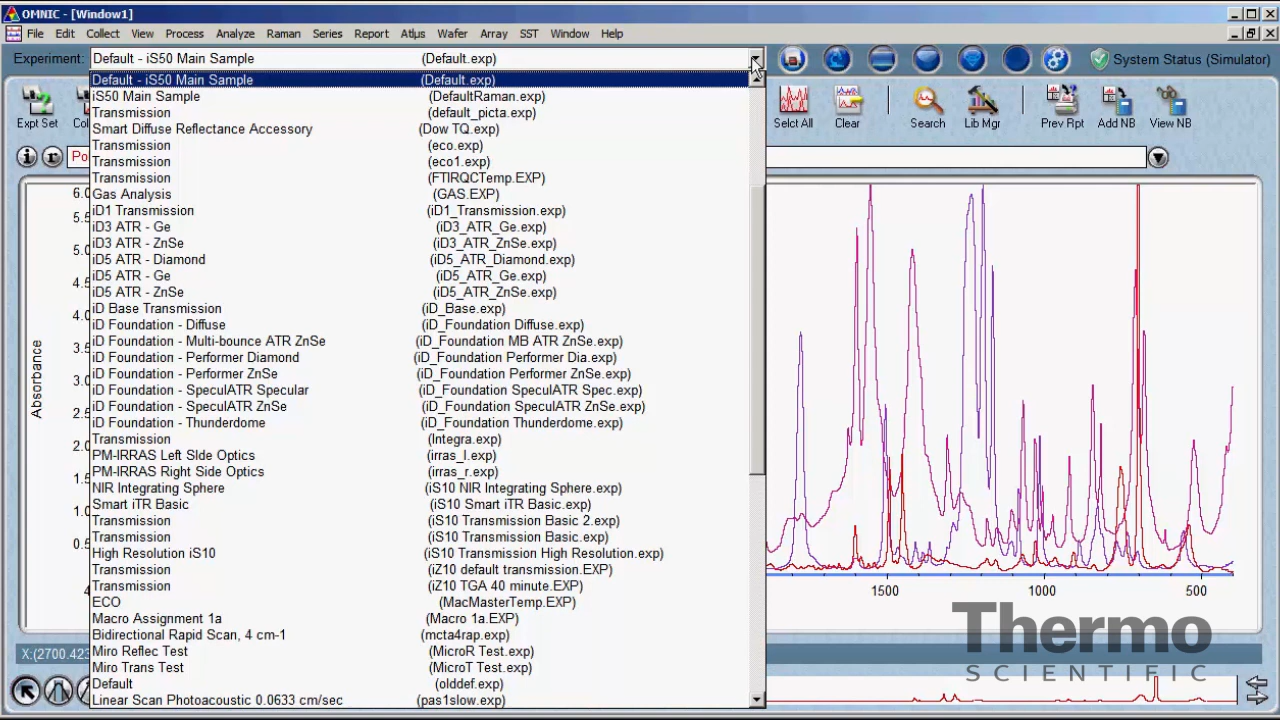 OMNIC - [Window1]
File Edit Collect View Process Analyze Raman Series Report Atlµs Wafer Array SST Window Help
Experiment: Default - iS50 Main Sample (Default.exp) System Status (Simulator)
Default - iS50 Main Sample (Default.exp)
iS50 Main Sample (DefaultRaman.exp)
Transmission (default_picta.exp)
Smart Diffuse Reflectance Accessory (Dow TQ.exp)
Transmission (eco.exp)
Transmission (eco1.exp)
Transmission (FTIRQCTemp.EXP)
Gas Analysis (GAS.EXP)
iD1 Transmission (iD1_Transmission.exp)
iD3 ATR - Ge (iD3_ATR_Ge.exp)
iD3 ATR - ZnSe (iD3_ATR_ZnSe.exp)
iD5 ATR - Diamond (iD5_ATR_Diamond.exp)
iD5 ATR - Ge (iD5_ATR_Ge.exp)
iD5 ATR - ZnSe (iD5_ATR_ZnSe.exp)
iD Base Transmission (iD_Base.exp)
iD Foundation - Diffuse (iD_Foundation Diffuse.exp)
iD Foundation - Multi-bounce ATR ZnSe (iD_Foundation MB ATR ZnSe.exp)
iD Foundation - Performer Diamond (iD_Foundation Performer Dia.exp)
iD Foundation - Performer ZnSe (iD_Foundation Performer ZnSe.exp)
iD Foundation - SpeculATR Specular (iD_Foundation SpeculATR Spec.exp)
iD Foundation - SpeculATR ZnSe (iD_Foundation SpeculATR ZnSe.exp)
iD Foundation - Thunderdome (iD_Foundation Thunderdome.exp)
Transmission (Integra.exp)
PM-IRRAS Left SIde Optics (irras_l.exp)
PM-IRRAS Right Side Optics (irras_r.exp)
NIR Integrating Sphere (iS10 NIR Integrating Sphere.exp)
Smart iTR Basic (iS10 Smart iTR Basic.exp)
Transmission (iS10 Transmission Basic 2.exp)
Transmission (iS10 Transmission Basic.exp)
High Resolution iS10 (iS10 Transmission High Resolution.exp)
Transmission (iZ10 default transmission.EXP)
Transmission (iZ10 TGA 40 minute.EXP)
ECO (MacMasterTemp.EXP)
Macro Assignment 1a (Macro 1a.EXP)
Bidirectional Rapid Scan, 4 cm-1 (mcta4rap.exp)
Miro Reflec Test (MicroR Test.exp)
Miro Trans Test (MicroT Test.exp)
Default (olddef.exp)
Linear Scan Photoacoustic 0.0633 cm/sec (pas1slow.exp)
Expt Set Selct All Clear Search Lib Mgr Prev Rpt Add NB View NB
Absorbance
1500 1000 500
Thermo
SCIENTIFIC